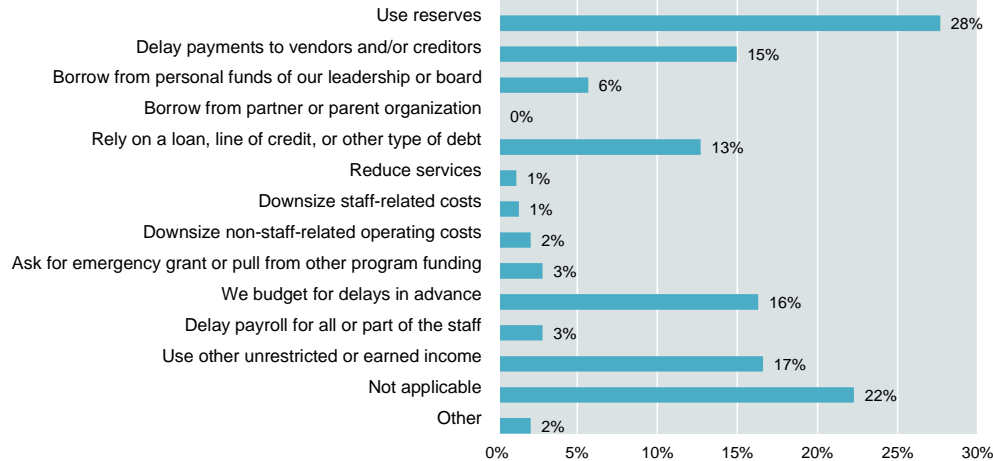 Use reserves
28%
Delay payments to vendors and/or creditors
15%
Borrow from personal funds of our leadership or board
6%
Borrow from partner or parent organization
0%
Rely on a loan, line of credit, or other type of debt
13%
Reduce services
1%
Downsize staff-related costs
1%
Downsize non-staff-related operating costs
2%
Ask for emergency grant or pull from other program funding
3%
We budget for delays in advance
16%
Delay payroll for all or part of the staff
3%
Use other unrestricted or earned income
17%
Not applicable
22%
Other
2%
0% 5% 10% 15% 20% 25% 30%